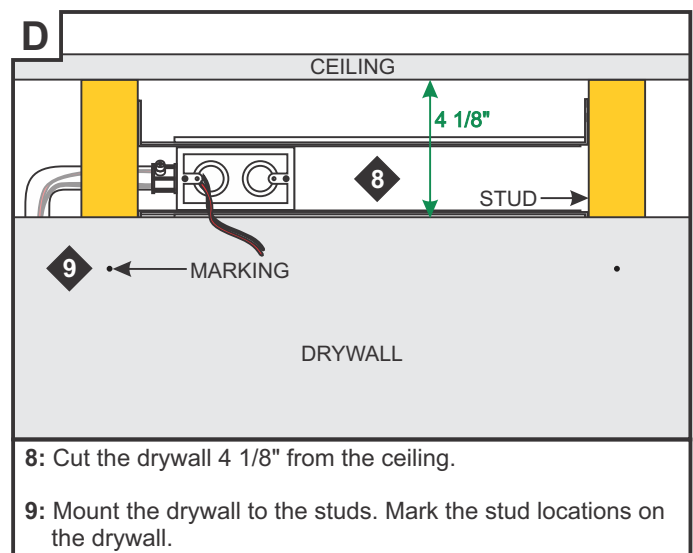 D
CEILING
4 1/8"
8
STUD
9
MARKING
DRYWALL
8: Cut the drywall 4 1/8" from the ceiling.
9: Mount the drywall to the studs. Mark the stud locations on
the drywall.